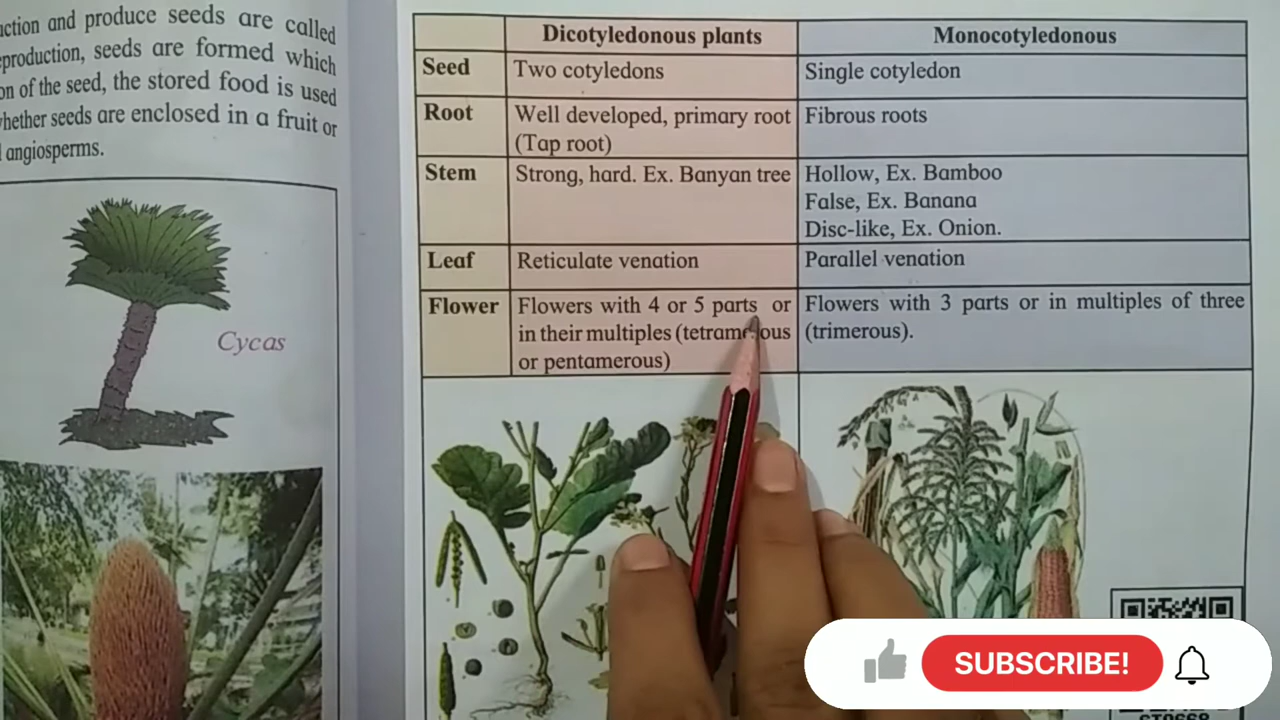 uction and produce seeds are called
eproduction, seeds are formed which
on of the seed, the stored food is used
whether seeds are enclosed in a fruit or
angiosperms.
Cycas
Dicotyledonous plants
Monocotyledonous
Seed
Two cotyledons
Single cotyledon
Root
Well developed, primary root
(Tap root)
Fibrous roots
Stem
Strong, hard. Ex. Banyan tree
Hollow, Ex. Bamboo
False, Ex. Banana
Disc-like, Ex. Onion.
Leaf
Reticulate venation
Parallel venation
Flower
Flowers with 4 or 5 parts or
in their multiples (tetramerous
or pentamerous)
Flowers with 3 parts or in multiples of three
(trimerous).
SUBSCRIBE!